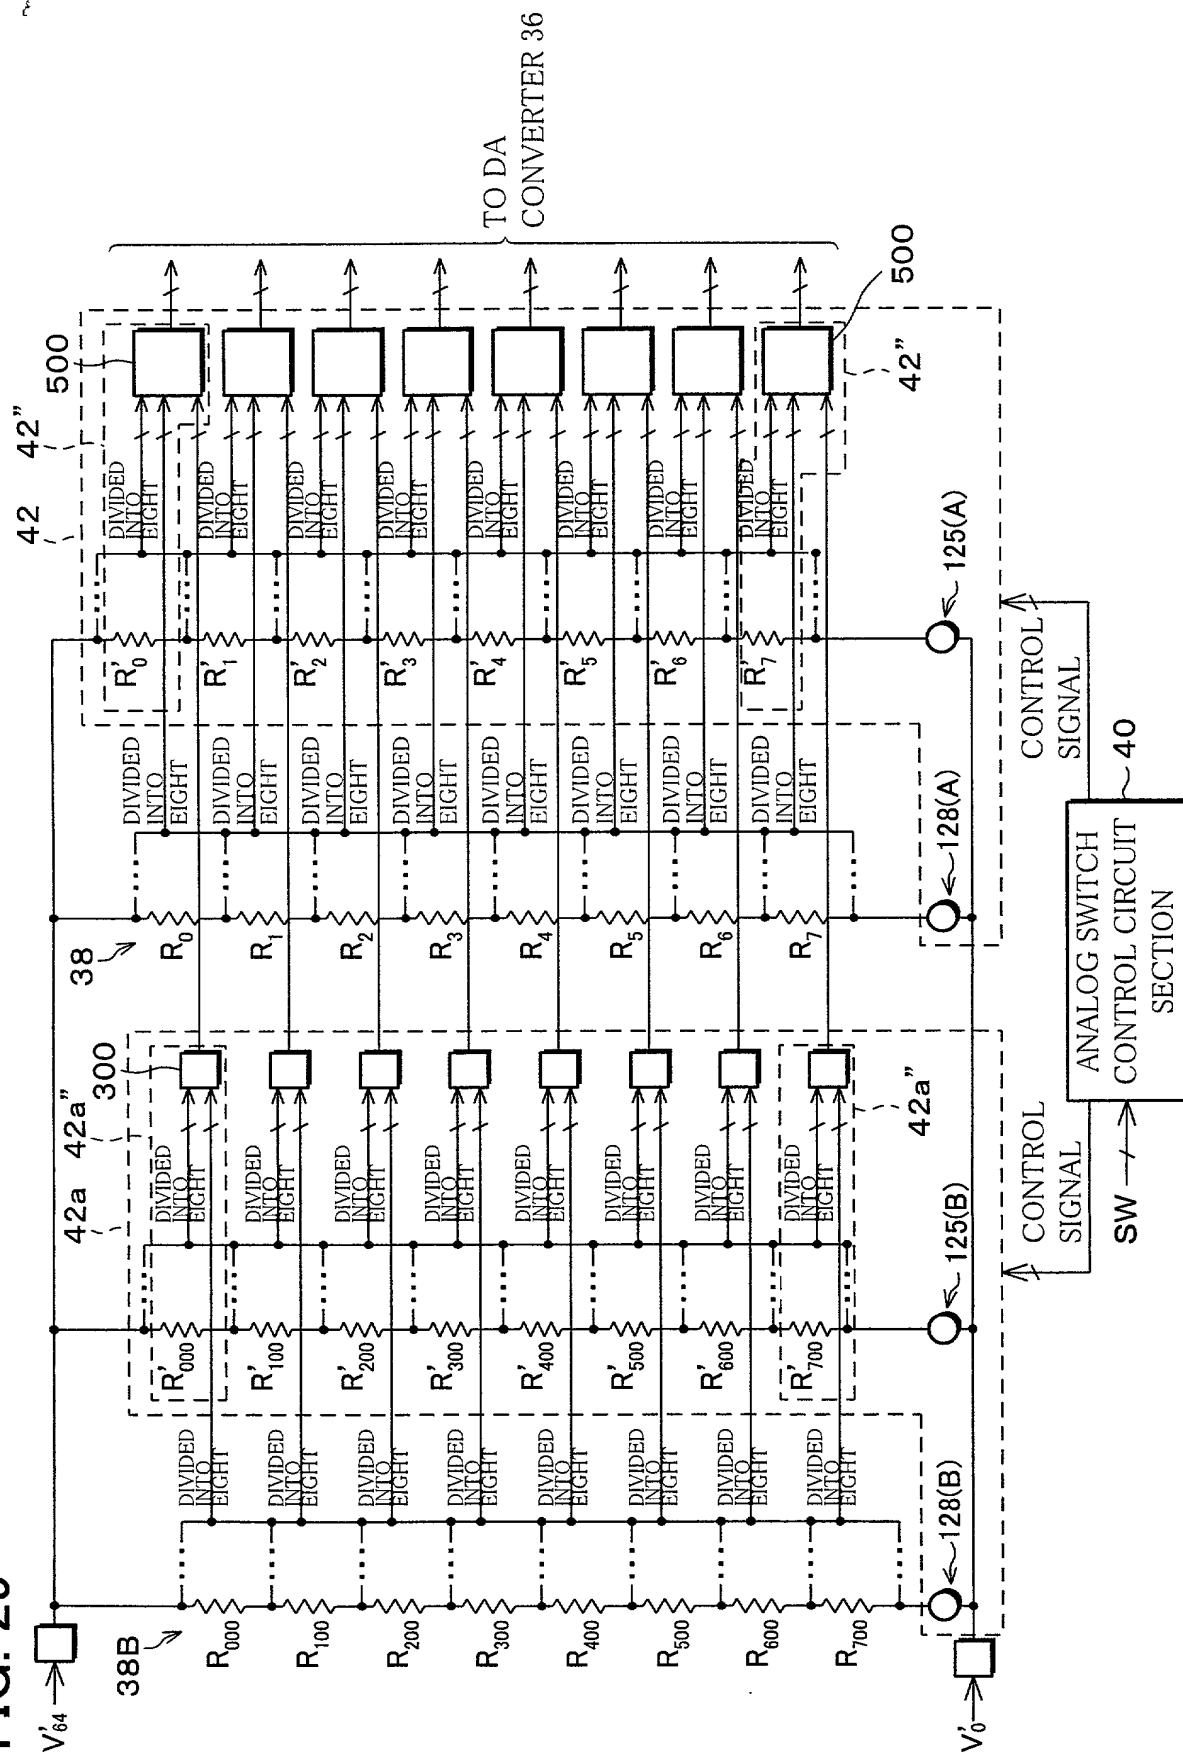 FIG.
V'64
V'0
38B
R000
R100
R200
R300
R400
R500
R600
R700
DIVIDED
INTO
EIGHT
DIVIDED
INTO
EIGHT
DIVIDED
INTO
EIGHT
DIVIDED
INTO
EIGHT
DIVIDED
INTO
EIGHT
DIVIDED
INTO
EIGHT
DIVIDED
INTO
EIGHT
DIVIDED
INTO
EIGHT
128(B)
42a
42a"
300
R'000
R'100
R'200
R'300
R'400
R'500
R'600
R'700
DIVIDED
INTO
EIGHT
DIVIDED
INTO
EIGHT
DIVIDED
INTO
EIGHT
DIVIDED
INTO
EIGHT
DIVIDED
INTO
EIGHT
DIVIDED
INTO
EIGHT
DIVIDED
INTO
EIGHT
DIVIDED
INTO
EIGHT
42a"
125(B)
38
R0
R1
R2
R3
R4
R5
R6
R7
DIVIDED
INTO
EIGHT
DIVIDED
INTO
EIGHT
DIVIDED
INTO
EIGHT
DIVIDED
INTO
EIGHT
DIVIDED
INTO
EIGHT
DIVIDED
INTO
EIGHT
DIVIDED
INTO
EIGHT
DIVIDED
INTO
EIGHT
128(A)
42
42"
500
R'0
R'1
R'2
R'3
R'4
R'5
R'6
R'7
DIVIDED
INTO
EIGHT
DIVIDED
INTO
EIGHT
DIVIDED
INTO
EIGHT
DIVIDED
INTO
EIGHT
DIVIDED
INTO
EIGHT
DIVIDED
INTO
EIGHT
DIVIDED
INTO
EIGHT
DIVIDED
INTO
EIGHT
42"
500
125(A)
TO DA
CONVERTER 36
CONTROL
SIGNAL
CONTROL
SIGNAL
SW
ANALOG SWITCH
CONTROL CIRCUIT
SECTION
40